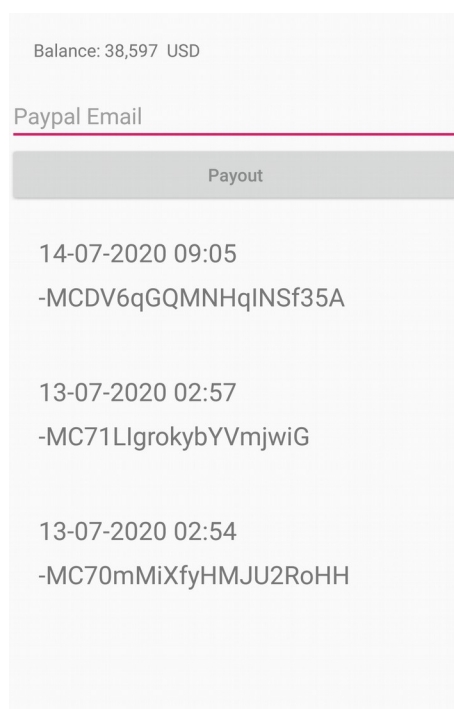 Balance: 38,597 USD
Paypal Email
Payout
14-07-2020 09:05
-MCDV6qGQMNHqINSf35A
13-07-2020 02:57
-MC71LIgrokybYVmjwiG
13-07-2020 02:54
-MC70mMiXfyHMJU2RoHH